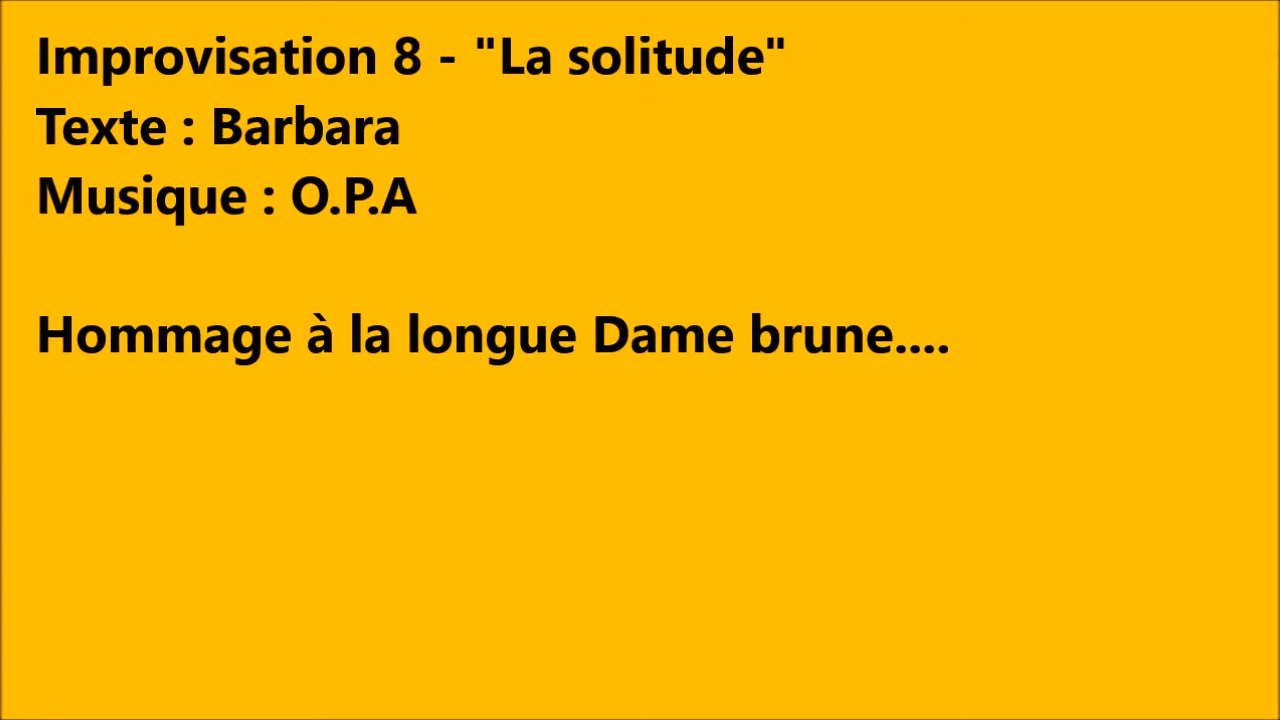 Improvisation 8 - "La solitude"
Texte : Barbara
Musique : O.P.A
Hommage à la longue Dame brune....